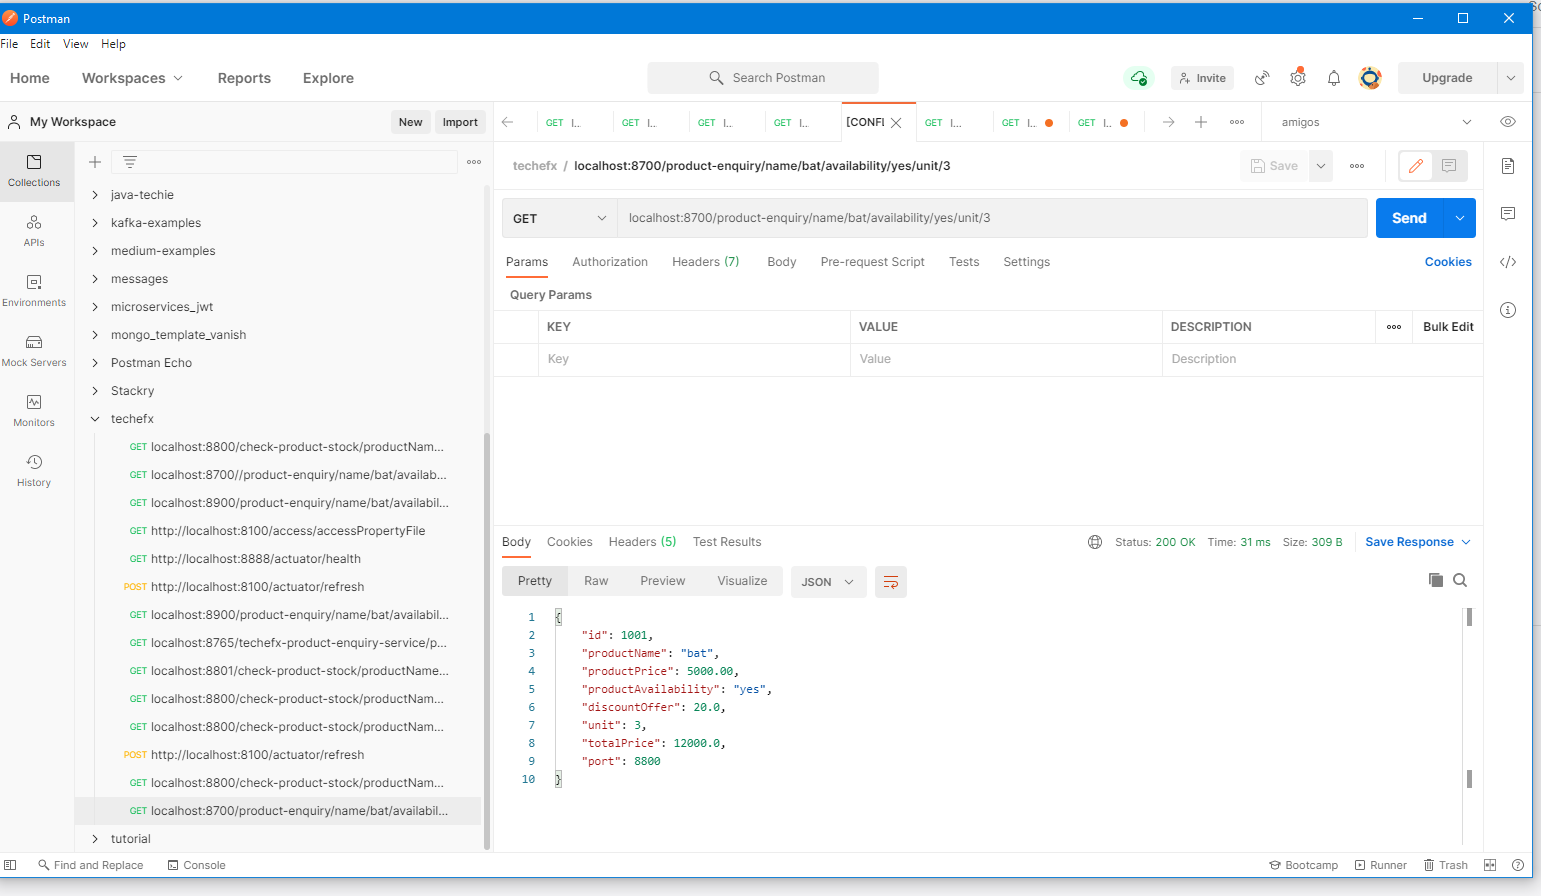 Postman
File Edit View Help
Home Workspaces Reports Explore Search Postman Invite Upgrade
My Workspace New Import
GET l... GET l... GET l... GET l... [CONFL GET l... GET l... GET l.. amigos
Collections
APIs
Environments
Mock Servers
Monitors
History
java-techie
kafka-examples
medium-examples
messages
microservices_jwt
mongo_template_vanish
Postman Echo
Stackry
techefx
GET localhost:8800/check-product-stock/productNam...
GET localhost:8700//product-enquiry/name/bat/availab...
GET localhost:8900/product-enquiry/name/bat/availabil...
GET http://localhost:8100/access/accessPropertyFile
GET http://localhost:8888/actuator/health
POST http://localhost:8100/actuator/refresh
GET localhost:8900/product-enquiry/name/bat/availabil...
GET localhost:8765/techefx-product-enquiry-service/p...
GET localhost:8801/check-product-stock/productName...
GET localhost:8800/check-product-stock/productNam...
GET localhost:8800/check-product-stock/productNam...
POST http://localhost:8100/actuator/refresh
GET localhost:8800/check-product-stock/productNam...
GET localhost:8700/product-enquiry/name/bat/availabil...
tutorial
techefx / localhost:8700/product-enquiry/name/bat/availability/yes/unit/3 Save
GET localhost:8700/product-enquiry/name/bat/availability/yes/unit/3 Send
Params Authorization Headers (7) Body Pre-request Script Tests Settings Cookies
Query Params
KEY VALUE DESCRIPTION Bulk Edit
Key Value Description
Body Cookies Headers (5) Test Results Status: 200 OK Time: 31 ms Size: 309 B Save Response
Pretty Raw Preview Visualize JSON
1 {
2 "id": 1001,
3 "productName": "bat",
4 "productPrice": 5000.00,
5 "productAvailability": "yes",
6 "discountOffer": 20.0,
7 "unit": 3,
8 "totalPrice": 12000.0,
9 "port": 8800
10 }
Find and Replace Console Bootcamp Runner Trash